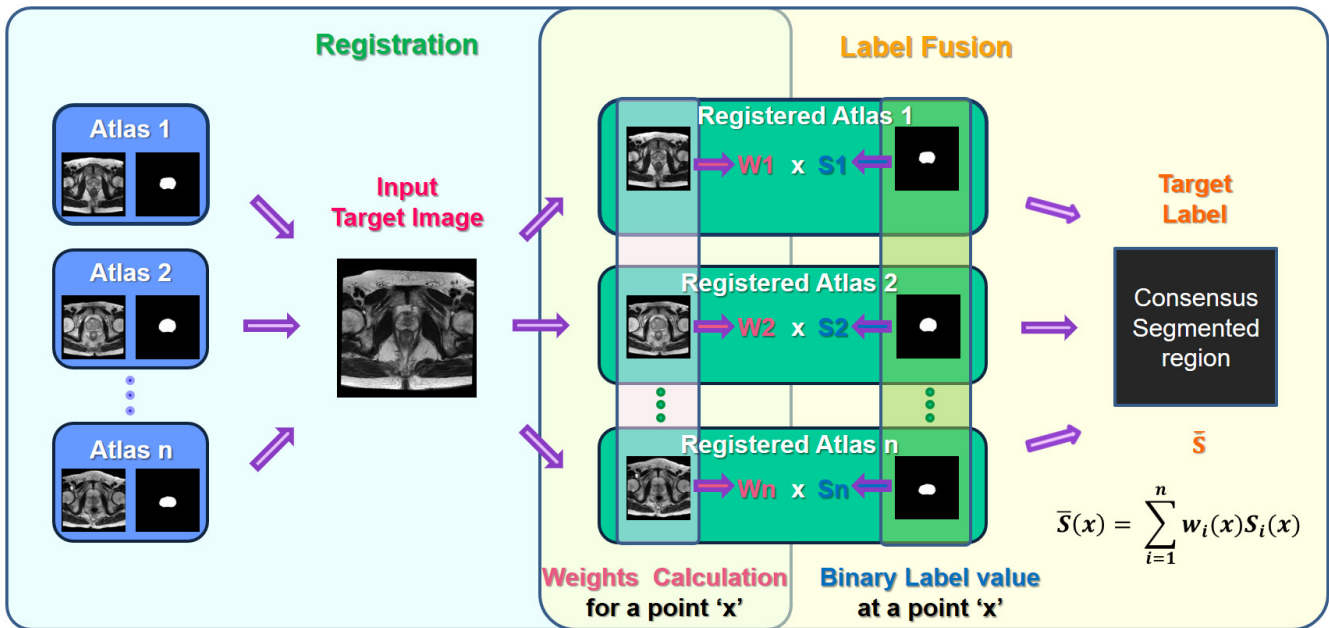 Registration
Label Fusion
Atlas 1
Atlas 2
Atlas n
Input
Target Image
Registered Atlas 1
W1 x S1
Registered Atlas 2
W2 x S2
Registered Atlas n
Wn x Sn
Weights Calculation
for a point ‘x’
Binary Label value
at a point ‘x’
Target
Label
Consensus
Segmented
region
S̄
S̄(x) = ∑ᵢ₌₁ⁿ wᵢ(x)Sᵢ(x)